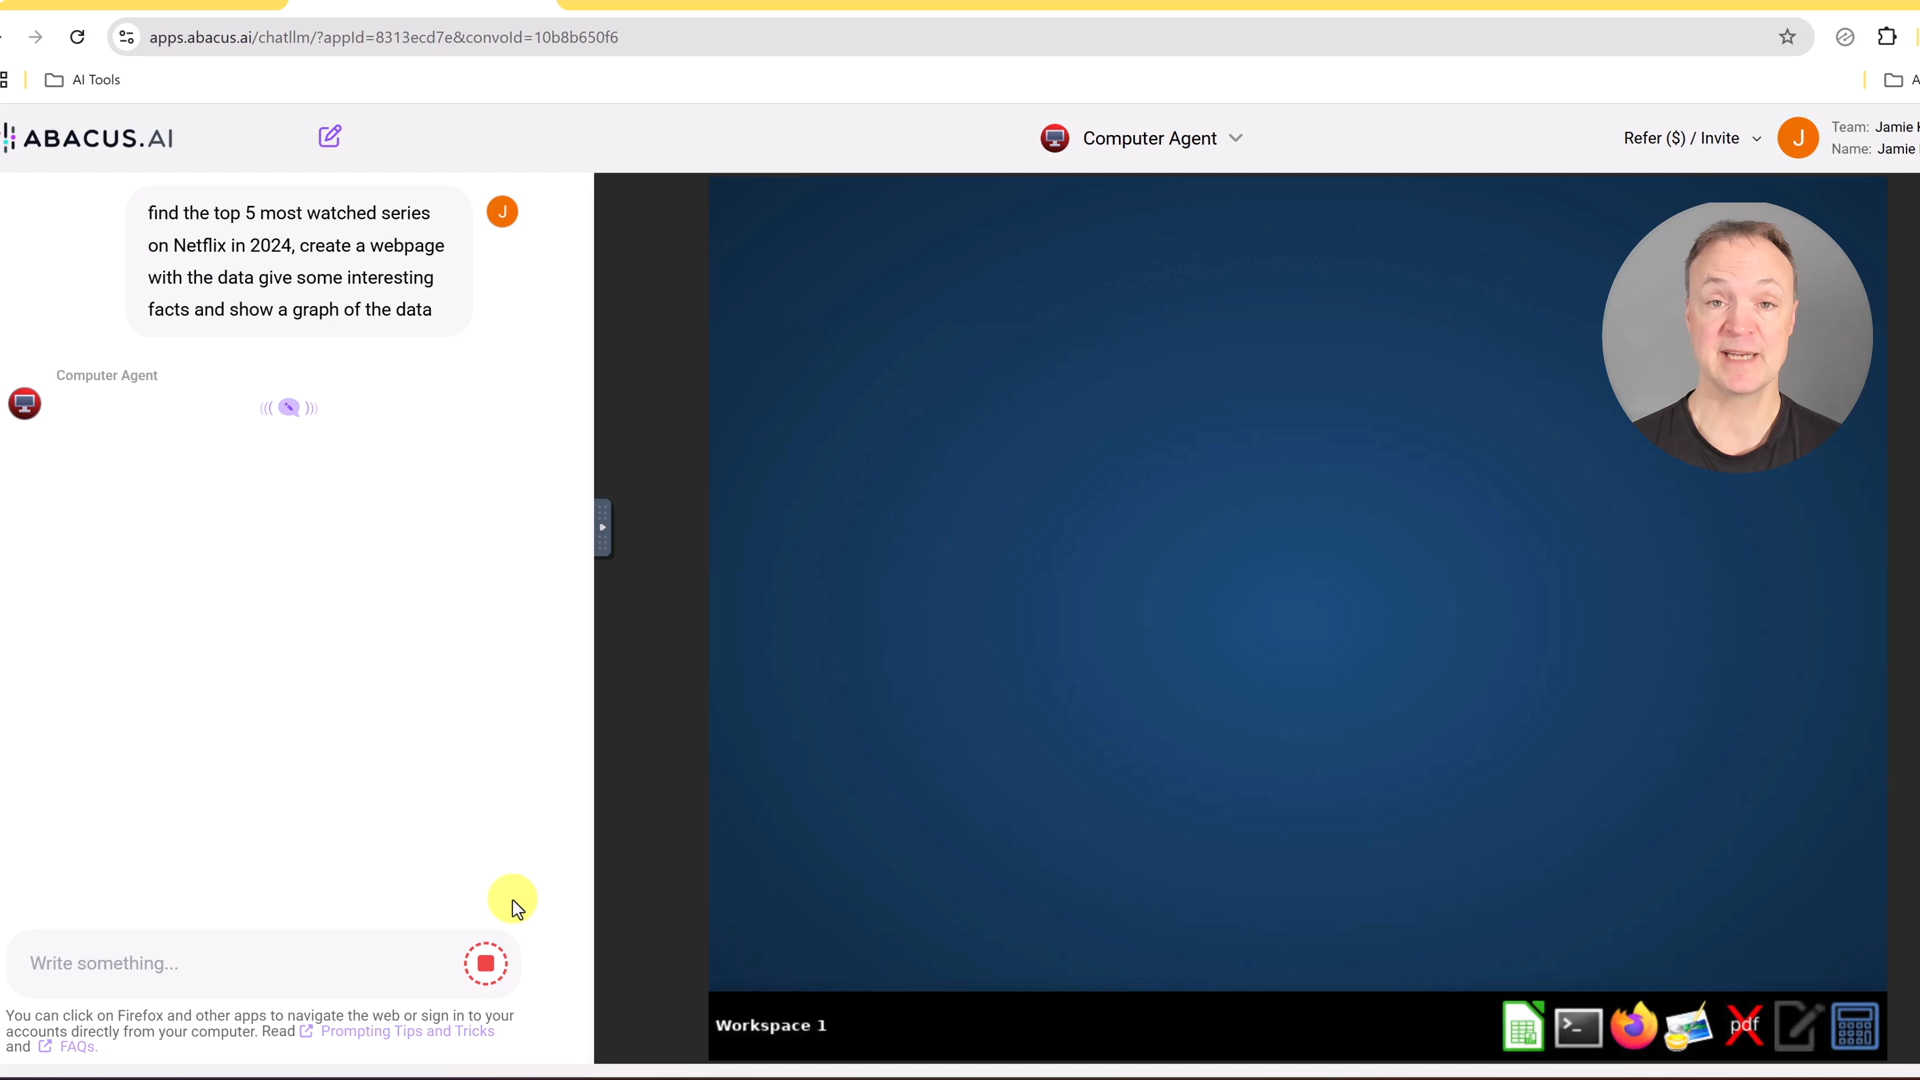 apps.abacus.ai/chatllm/?appId=8313ecd7e&convoId=10b8b650f6
AI Tools
ABACUS.AI
Computer Agent
Refer ($) / Invite
J
Team: Jamie
Name: Jamie
find the top 5 most watched series
on Netflix in 2024, create a webpage
with the data give some interesting
facts and show a graph of the data
J
Computer Agent
Write something...
You can click on Firefox and other apps to navigate the web or sign in to your
accounts directly from your computer. Read Prompting Tips and Tricks
and FAQs.
Workspace 1
pdf